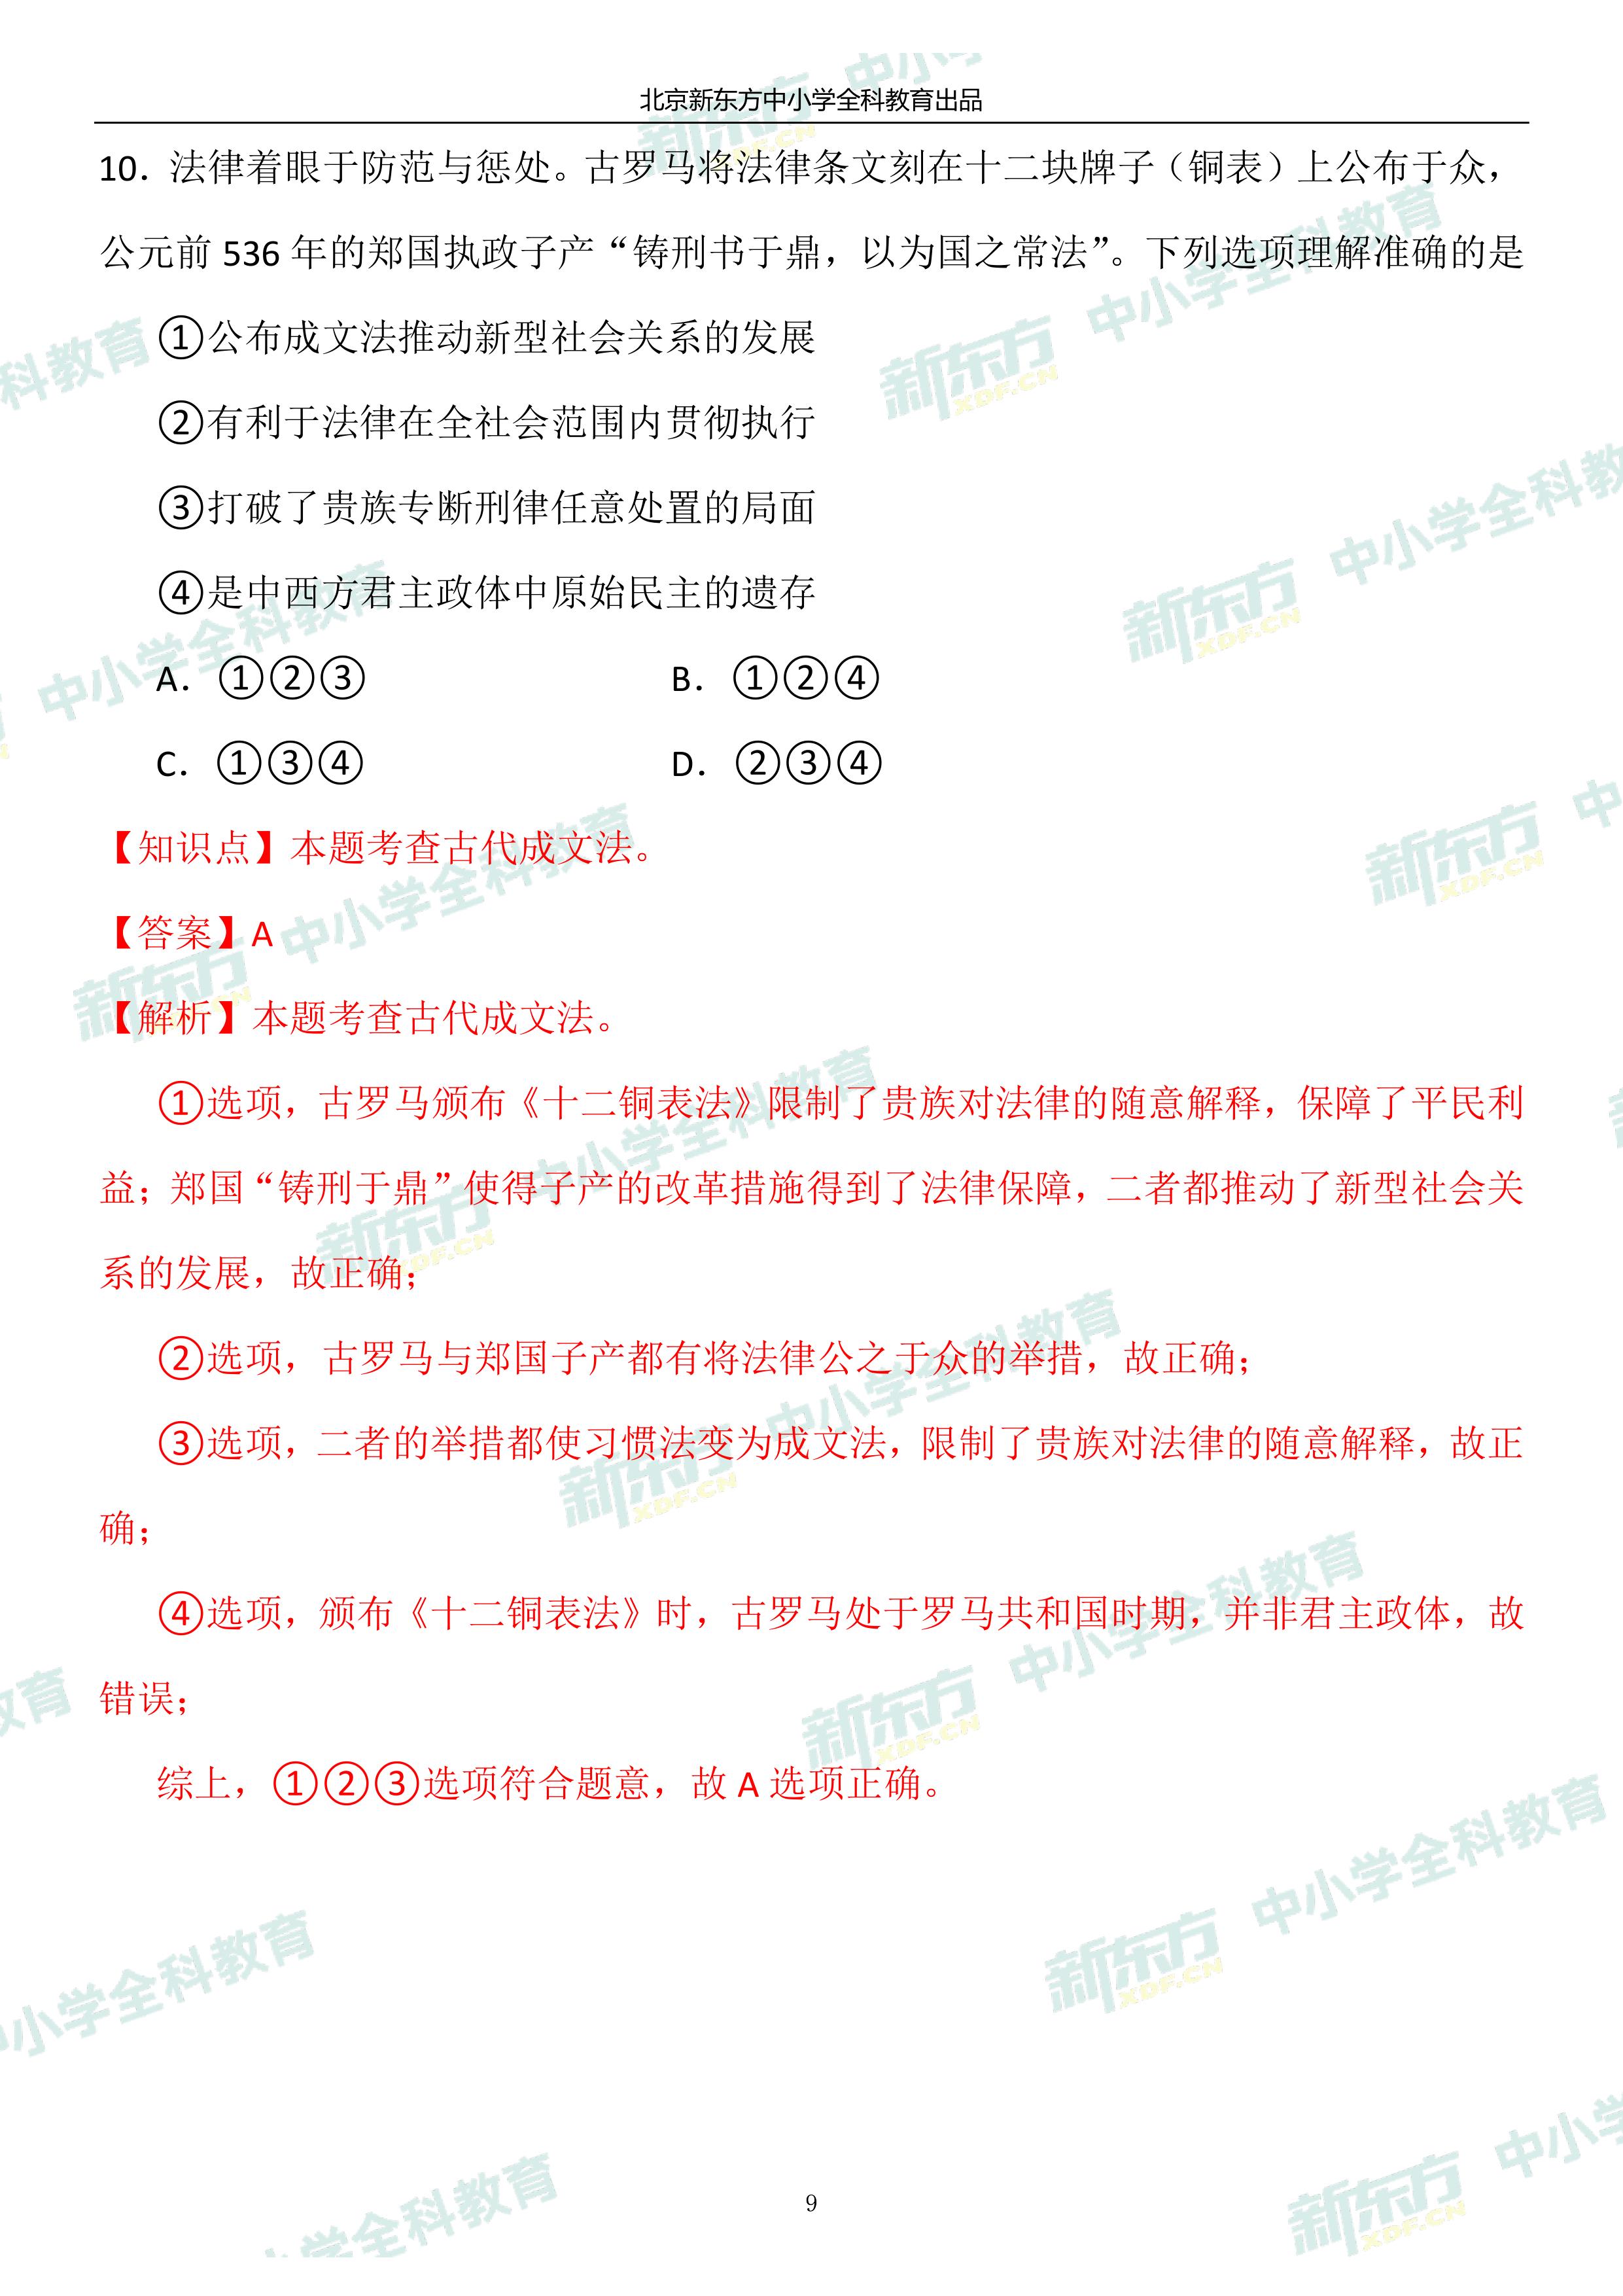 北京新东方中小学全科教育出品
10．法律着眼于防范与惩处。古罗马将法律条文刻在十二块牌子（铜表）上公布于众，
公元前 536 年的郑国执政子产“铸刑书于鼎，以为国之常法”。下列选项理解准确的是
①公布成文法推动新型社会关系的发展
②有利于法律在全社会范围内贯彻执行
③打破了贵族专断刑律任意处置的局面
④是中西方君主政体中原始民主的遗存
A．①②③ B．①②④
C．①③④ D．②③④
【知识点】本题考查古代成文法。
【答案】A
【解析】本题考查古代成文法。
①选项，古罗马颁布《十二铜表法》限制了贵族对法律的随意解释，保障了平民利
益；郑国“铸刑于鼎”使得子产的改革措施得到了法律保障，二者都推动了新型社会关
系的发展，故正确；
②选项，古罗马与郑国子产都有将法律公之于众的举措，故正确；
③选项，二者的举措都使习惯法变为成文法，限制了贵族对法律的随意解释，故正
确；
④选项，颁布《十二铜表法》时，古罗马处于罗马共和国时期，并非君主政体，故
错误；
综上，①②③选项符合题意，故 A 选项正确。
9
新东方 XDF.CN 中小学全科教育